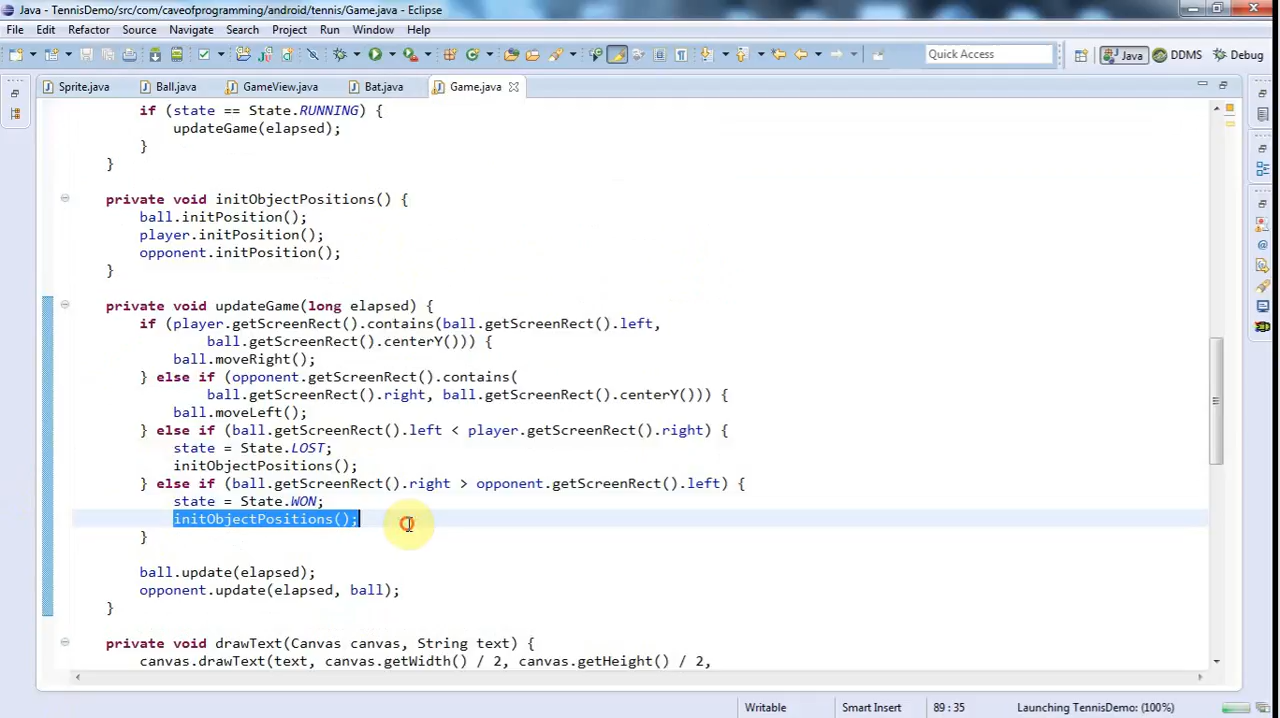 Java - TennisDemo/src/com/caveofprogramming/android/tennis/Game.java - Eclipse
File Edit Refactor Source Navigate Search Project Run Window Help
Quick Access Java DDMS Debug
Sprite.java Ball.java GameView.java Bat.java Game.java
if (state == State.RUNNING) {
updateGame(elapsed);
}
}
private void initObjectPositions() {
ball.initPosition();
player.initPosition();
opponent.initPosition();
}
private void updateGame(long elapsed) {
if (player.getScreenRect().contains(ball.getScreenRect().left,
ball.getScreenRect().centerY())) {
ball.moveRight();
} else if (opponent.getScreenRect().contains(
ball.getScreenRect().right, ball.getScreenRect().centerY())) {
ball.moveLeft();
} else if (ball.getScreenRect().left < player.getScreenRect().right) {
state = State.LOST;
initObjectPositions();
} else if (ball.getScreenRect().right > opponent.getScreenRect().left) {
state = State.WON;
initObjectPositions();
}
ball.update(elapsed);
opponent.update(elapsed, ball);
}
private void drawText(Canvas canvas, String text) {
canvas.drawText(text, canvas.getWidth() / 2, canvas.getHeight() / 2,
Writable Smart Insert 89 : 35 Launching TennisDemo: (100%)